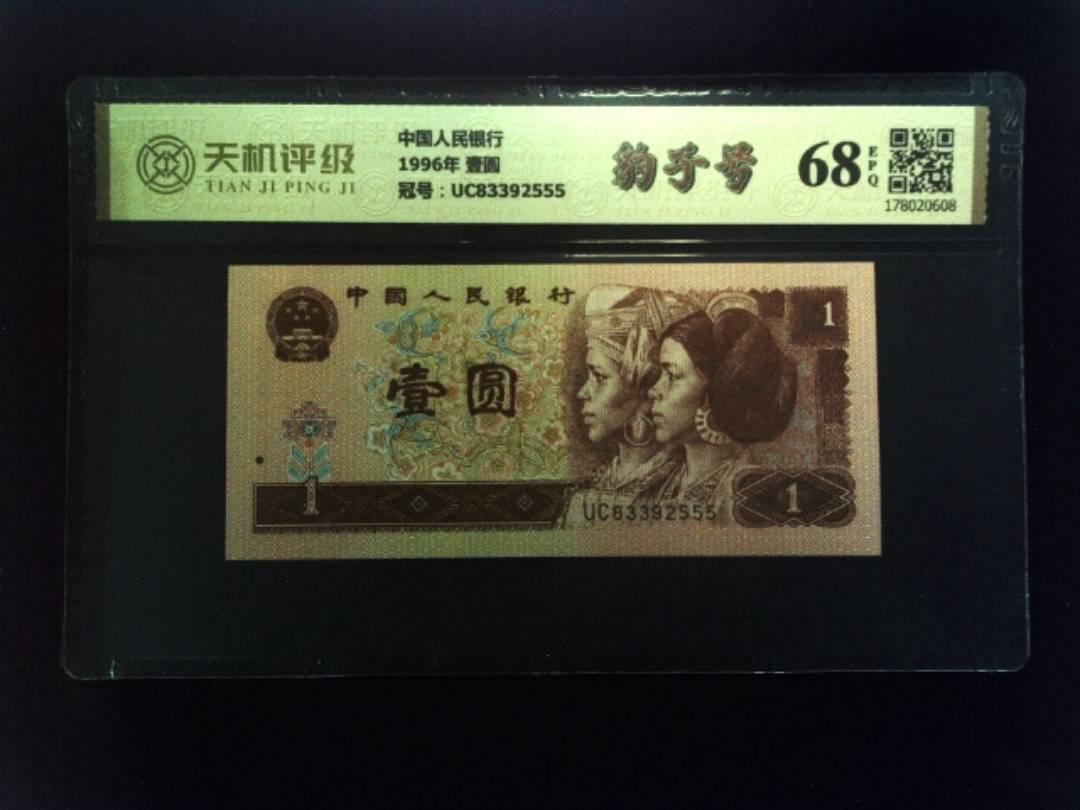 天机评级
TIAN JI PING JI
中国人民银行
1996年 壹圆
冠号：UC83392555
豹子号
68
EPQ
178020608
中国人民银行
1
壹圆
1
UC83392555
1